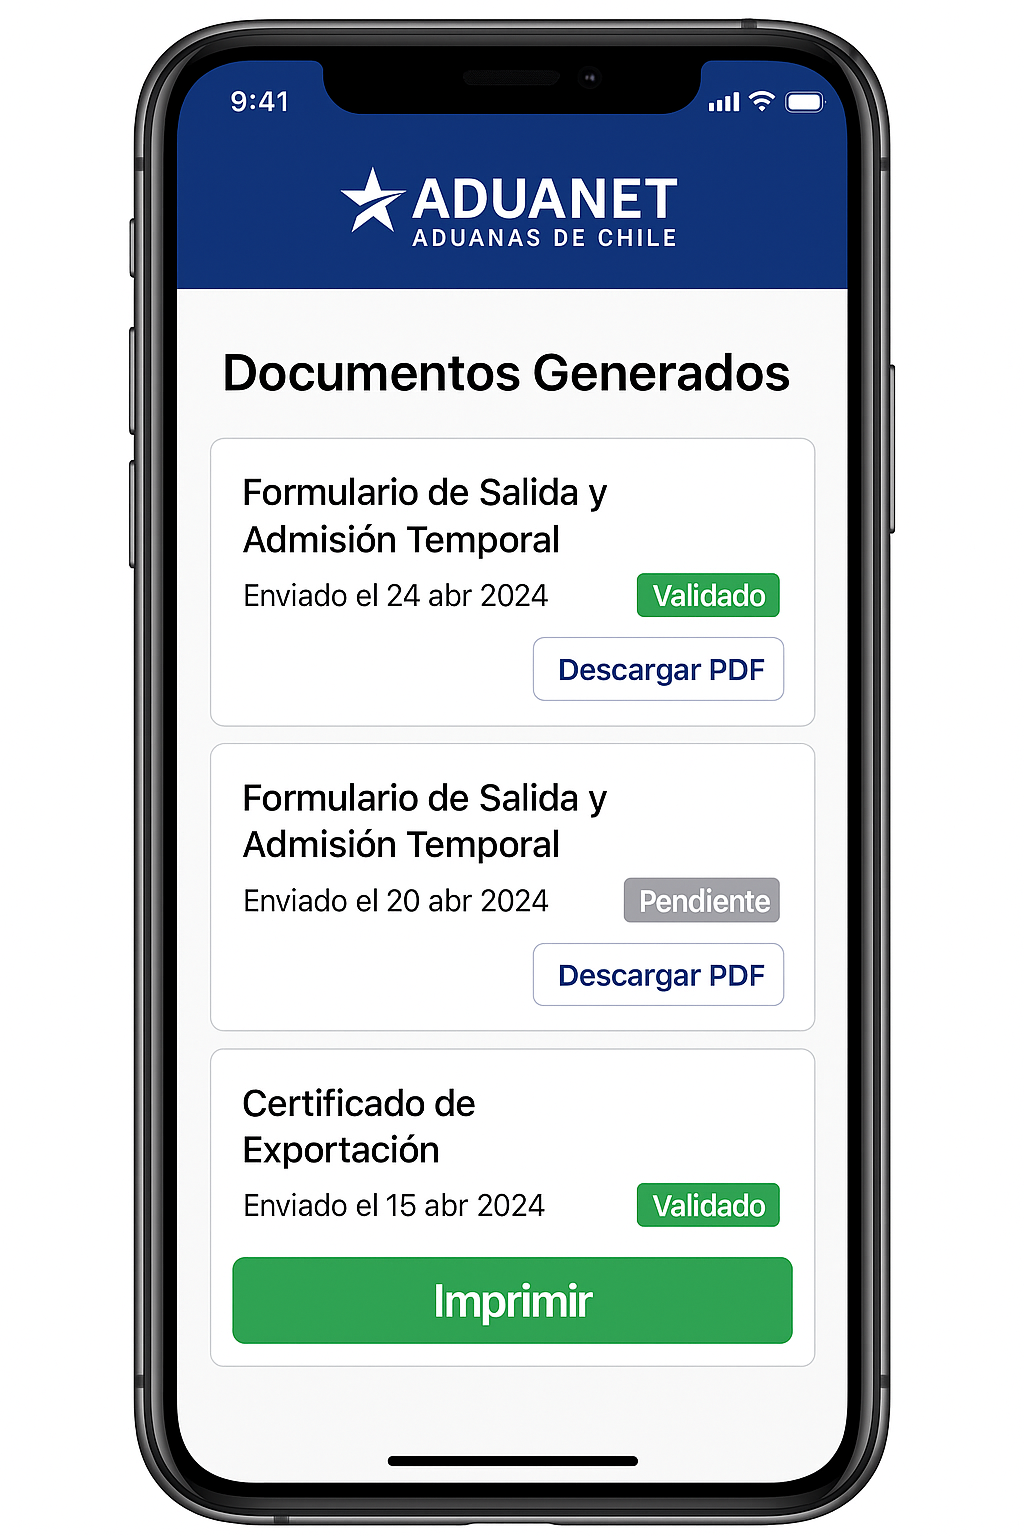 9:41
ADUANET
ADUANAS DE CHILE
Documentos Generados
Formulario de Salida y
Admisión Temporal
Enviado el 24 abr 2024
Validado
Descargar PDF
Formulario de Salida y
Admisión Temporal
Enviado el 20 abr 2024
Pendiente
Descargar PDF
Certificado de
Exportación
Enviado el 15 abr 2024
Validado
Imprimir